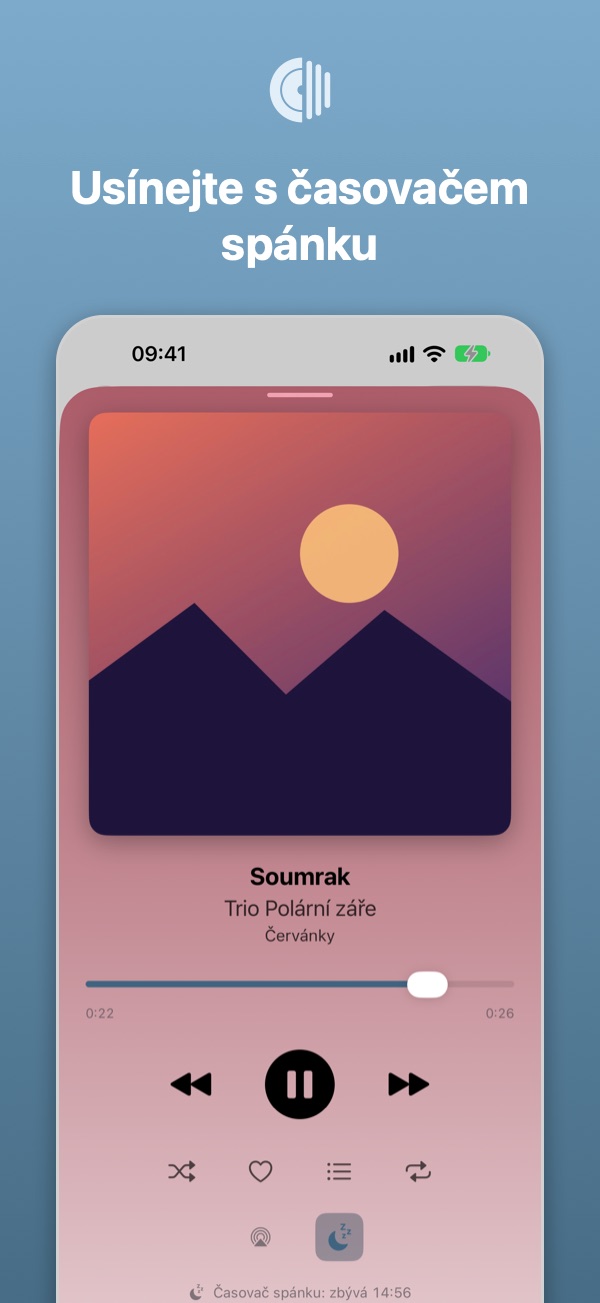 Usínejte s časovačem
spánku
09:41
Soumrak
Trio Polární záře
Červánky
0:22
0:26
Časovač spánku: zbývá 14:56